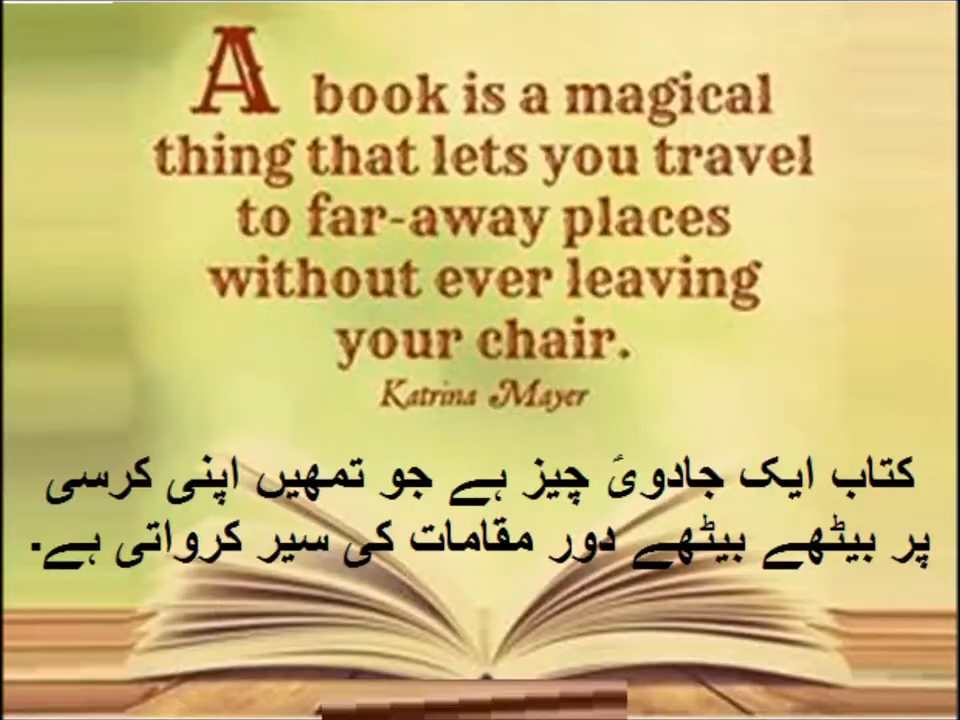 A book is a magical
thing that lets you travel
to far-away places
without ever leaving
your chair.
Katrina Mayer
کتاب ایک جادویٔ چیز ہے جو تمھیں اپنی کرسی
پر بیٹھے بیٹھے دور مقامات کی سیر کرواتی ہے۔